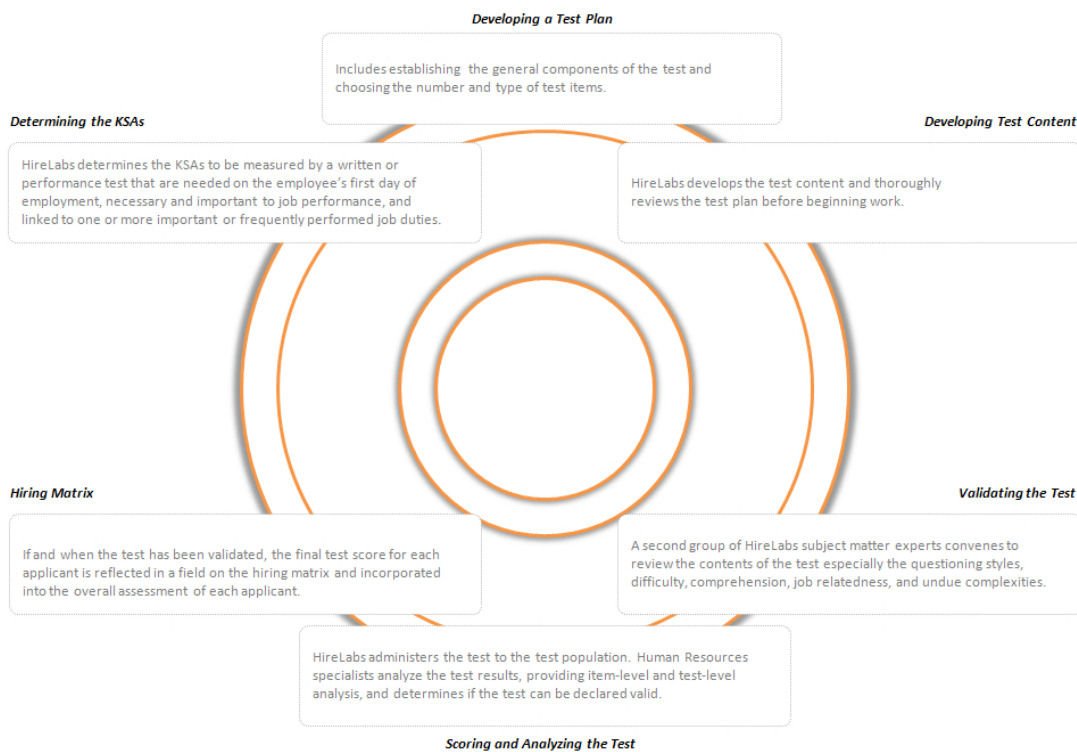 Developing a Test Plan
Includes establishing the general components of the test and
choosing the number and type of test items.
Determining the KSAs
HireLabs determines the KSAs to be measured by a written or
performance test that are needed on the employee's first day of
employment, necessary and important to job performance, and
linked to one or more important or frequently performed job duties.
Developing Test Content
HireLabs develops the test content and thoroughly
reviews the test plan before beginning work.
Hiring Matrix
If and when the test has been validated, the final test score for each
applicant is reflected in a field on the hiring matrix and incorporated
into the overall assessment of each applicant.
Validating the Test
A second group of HireLabs subject matter experts convenes to
review the contents of the test especially the questioning styles,
difficulty, comprehension, job relatedness, and undue complexities.
HireLabs administers the test to the test population. Human Resources
specialists analyze the test results, providing item-level and test-level
analysis, and determines if the test can be declared valid.
Scoring and Analyzing the Test